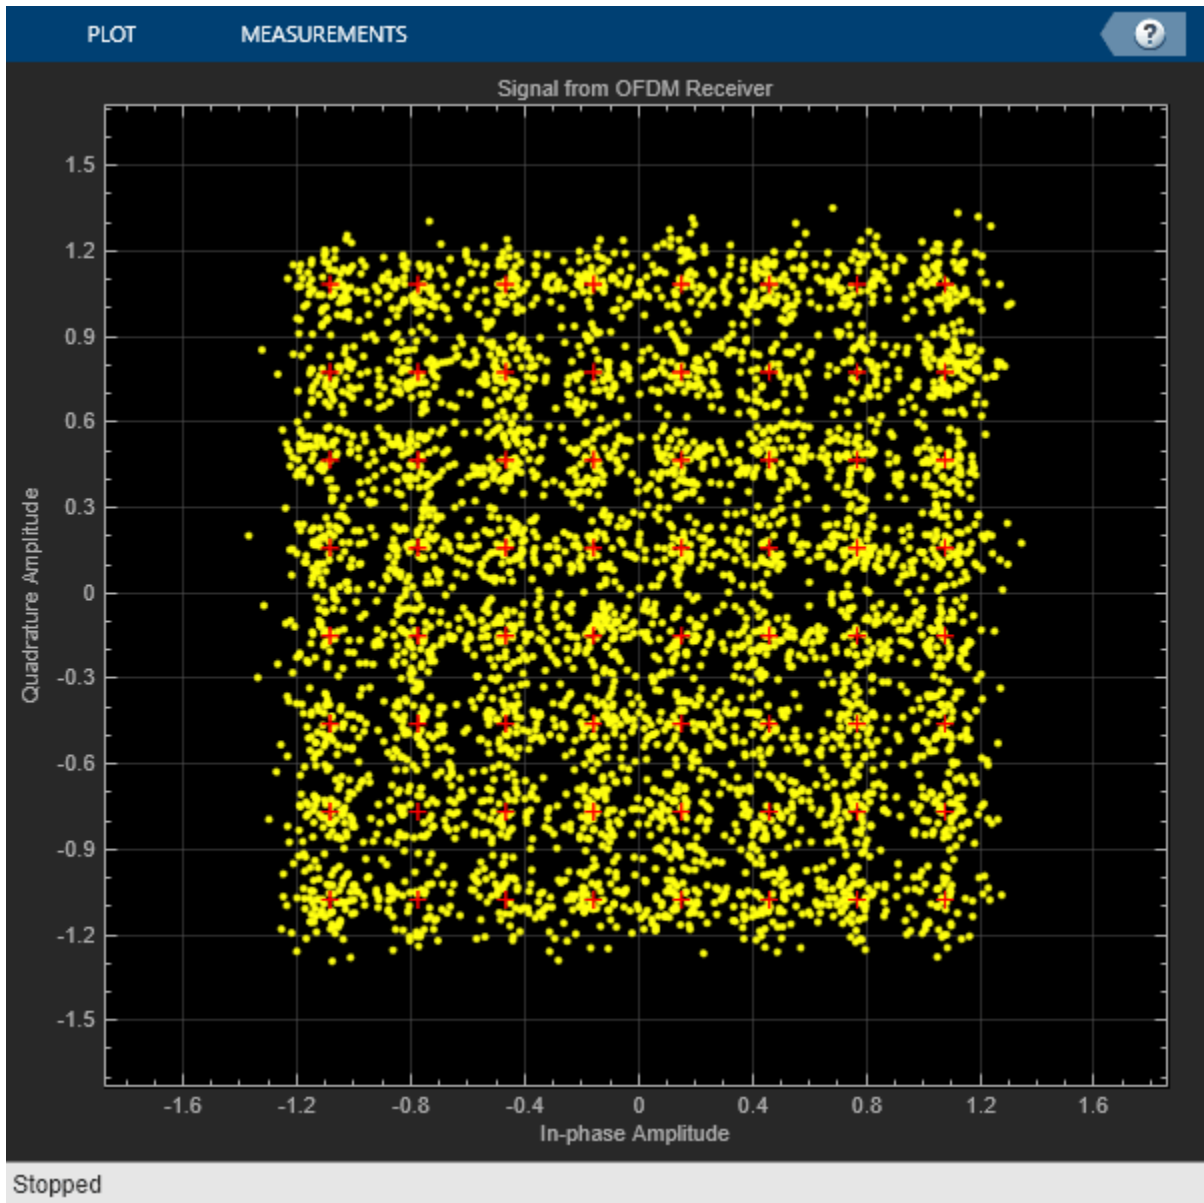 PLOT MEASUREMENTS ?
Signal from OFDM Receiver
1.5
1.2
0.9
0.6
0.3
0
-0.3
-0.6
-0.9
-1.2
-1.5
Quadrature Amplitude
-1.6 -1.2 -0.8 -0.4 0 0.4 0.8 1.2 1.6
In-phase Amplitude
Stopped